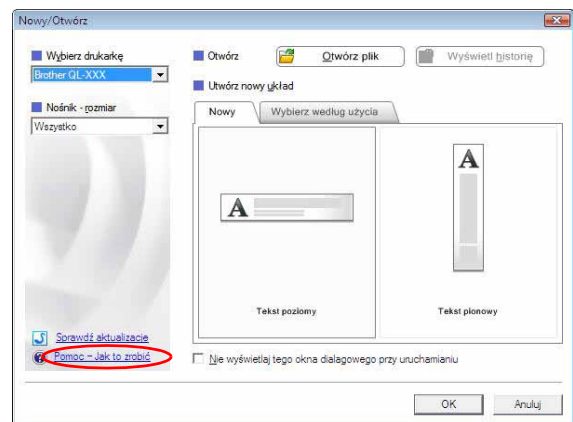 Nowy/Otwórz
Wybierz drukarkę
Brother QL-XXX
Nośnik - rozmiar
Wszystko
Sprawdź aktualizacje
Pomoc - Jak to zrobić
Otwórz
Otwórz plik
Wyświetl historię
Utwórz nowy układ
Nowy
Wybierz według użycia
A
Tekst poziomy
A
Tekst pionowy
Nie wyświetlaj tego okna dialogowego przy uruchamianiu
OK
Anuluj